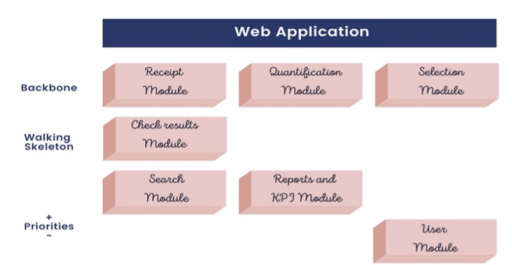 Web Application
Backbone
Receipt
Module
Quantification
Module
Selection
Module
Walking
Skeleton
Check results
Module
Search
Module
Reports and
KPI Module
+
Priorities
-
User
Module